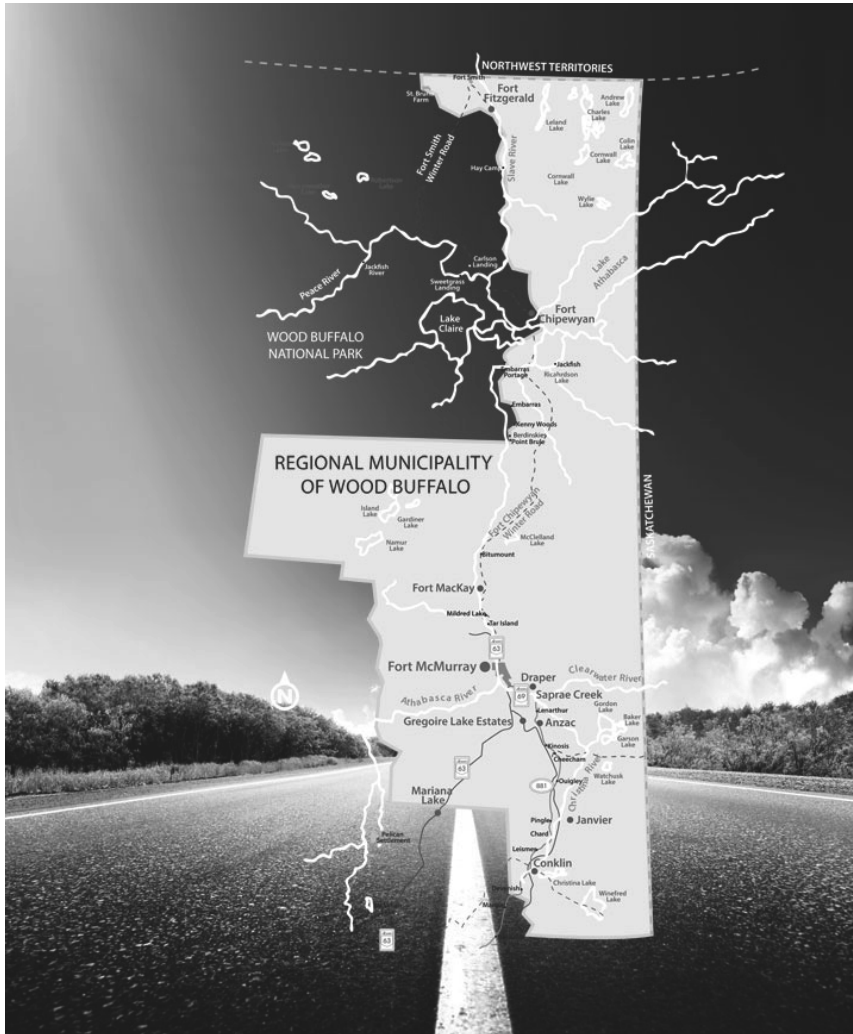 NORTHWEST TERRITORIES
Fort Smith
Fort
Fitzgerald
Farm
Andrew
Lake
Charles
Lake
Leland
Lake
Colin
Lake
Cornwall
Lake
Fort Smith
Winter Road
Slave River
Hay Camp
Cornwall
Lake
Wylie
Lake
Carlson
Landing
Jackfish
River
Peace River
Sweetgrass
Landing
Lake
Athabasca
Lake
Claire
Fort
Chipewyan
WOOD BUFFALO
NATIONAL PARK
Embarras
Portage
Jackfish
Ricahrdson
Lake
Embarras
Kenny Woods
Berdinskies
Point Brule
REGIONAL MUNICIPALITY
OF WOOD BUFFALO
SASKATCHEWAN
Island
Lake
Gardiner
Lake
Namur
Lake
Fort Chipewyan
Winter Road
McClelland
Lake
Bitumount
Fort MacKay
Mildred Lake
Tar Island
63
Fort McMurray
Draper
Clearwater River
69
Saprae Creek
N
Athabasca River
Lenarthur
Gordon
Lake
Gregoire Lake Estates
Anzac
Baker
Lake
Garson
Lake
Kinosis
Cheecham
63
881
Quigley
Watchusk
Lake
Christina River
Mariana
Lake
Pingle
Janvier
Chard
Pelican
Settlement
Leismer
Conklin
Christina Lake
Winefred
Lake
63